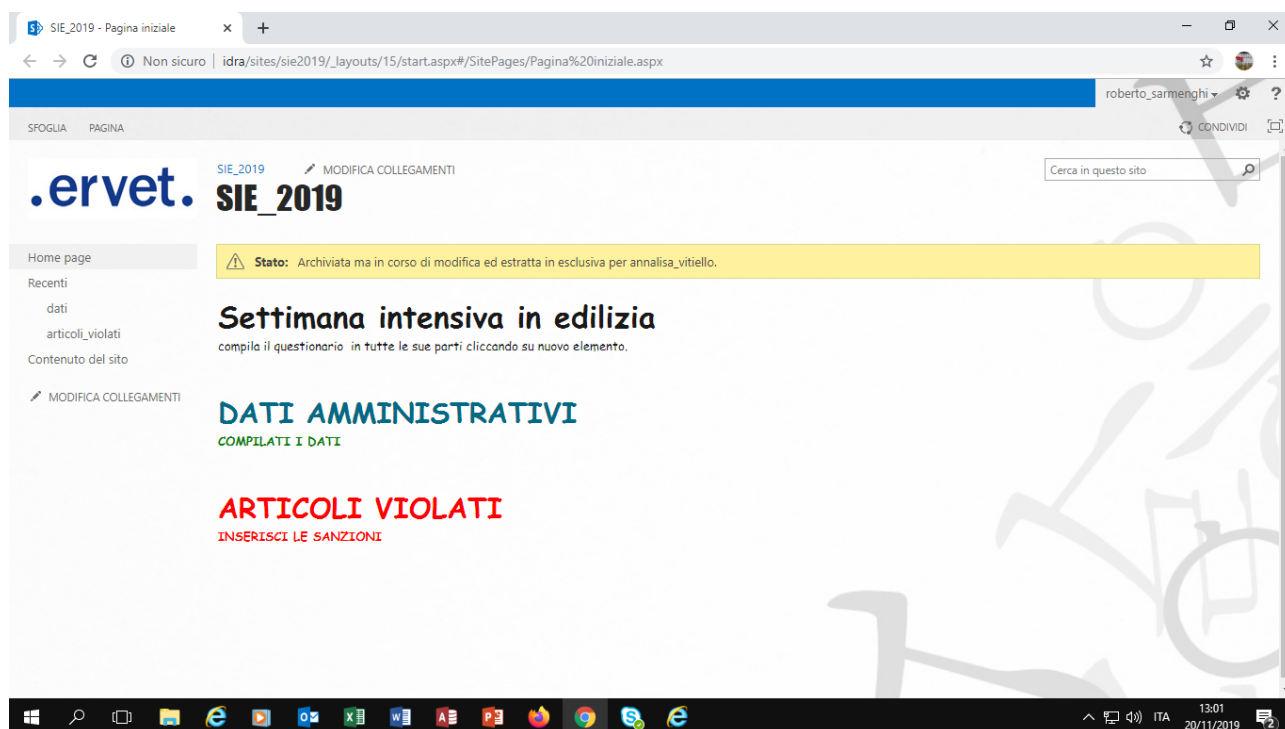 SIE_2019 - Pagina iniziale
Non sicuro | idra/sites/sie2019/_layouts/15/start.aspx#/SitePages/Pagina%20iniziale.aspx
roberto_sarmenghi
SFOGLIA PAGINA
CONDIVIDI
.ervet.
SIE_2019 MODIFICA COLLEGAMENTI
Cerca in questo sito
SIE_2019
Home page
Stato: Archiviata ma in corso di modifica ed estratta in esclusiva per annalisa_vitiello.
Recenti
dati
articoli_violati
Contenuto del sito
MODIFICA COLLEGAMENTI
Settimana intensiva in edilizia
compila il questionario in tutte le sue parti cliccando su nuovo elemento.
DATI AMMINISTRATIVI
COMPILATI I DATI
ARTICOLI VIOLATI
INSERISCI LE SANZIONI
ITA
13:01
20/11/2019
2